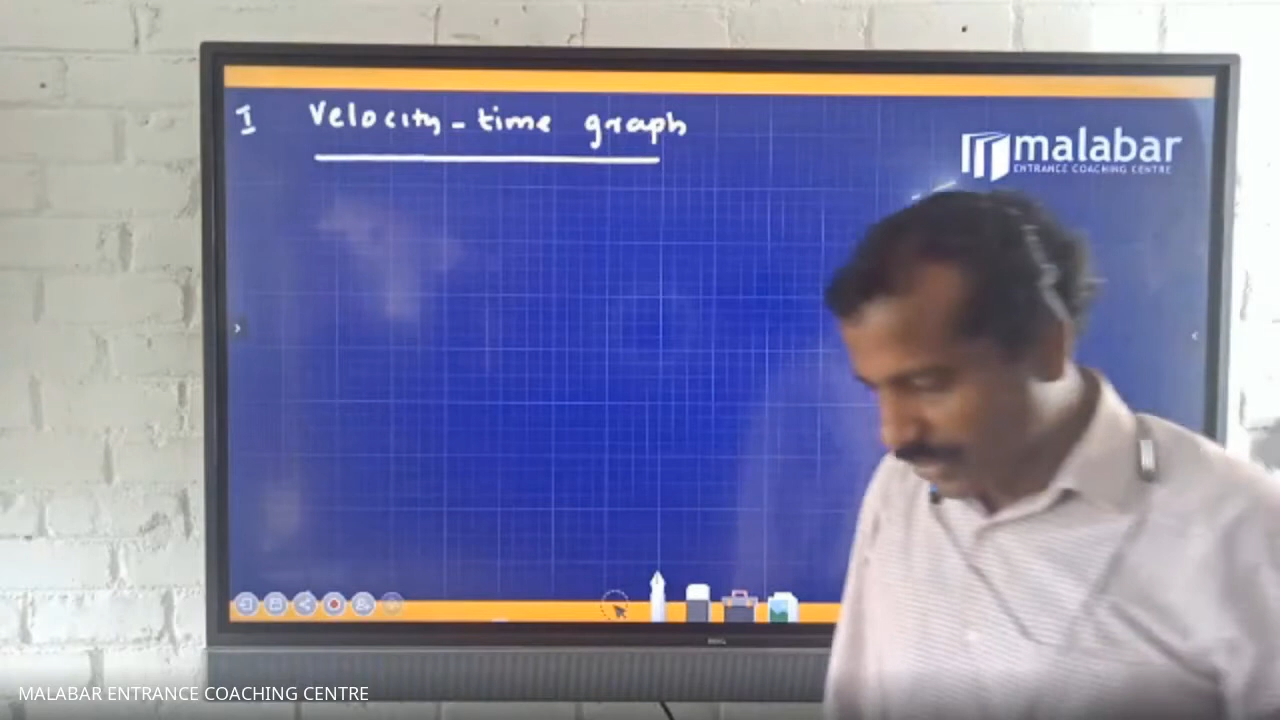 I Velocity - time graph
malabar
ENTRANCE COACHING CENTRE
MALABAR ENTRANCE COACHING CENTRE